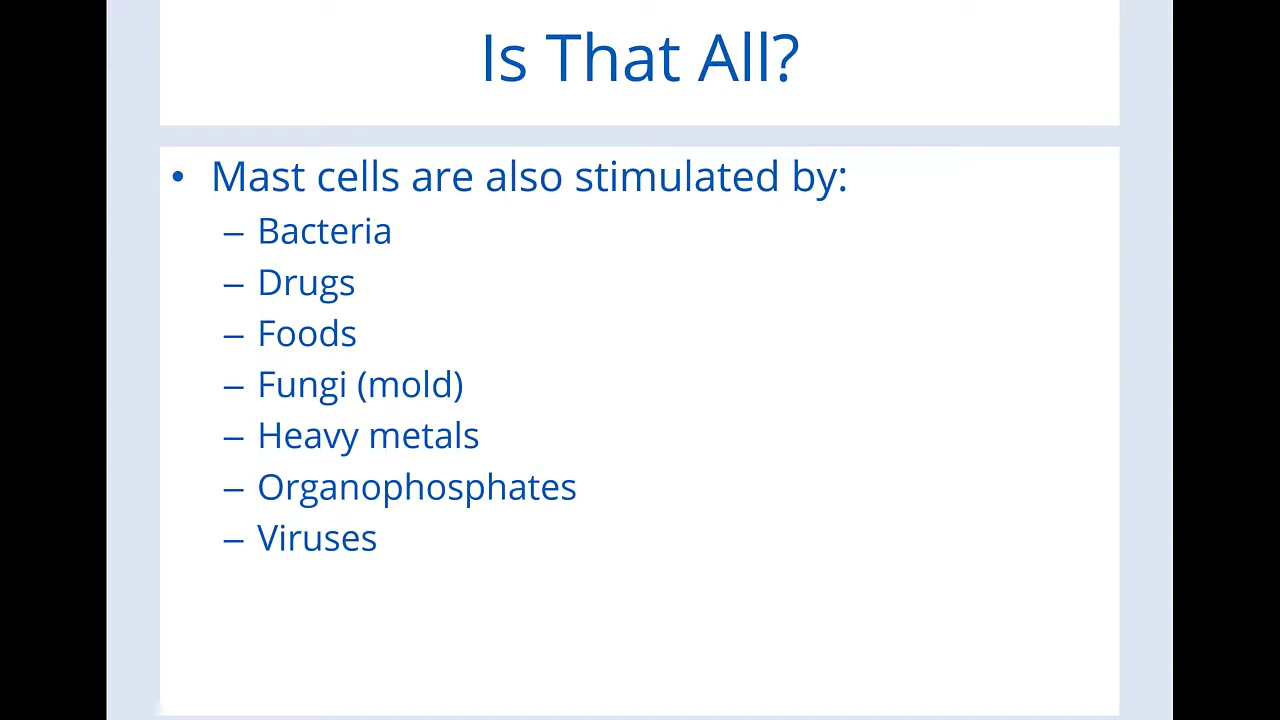 Is That All?
• Mast cells are also stimulated by:
– Bacteria
– Drugs
– Foods
– Fungi (mold)
– Heavy metals
– Organophosphates
– Viruses